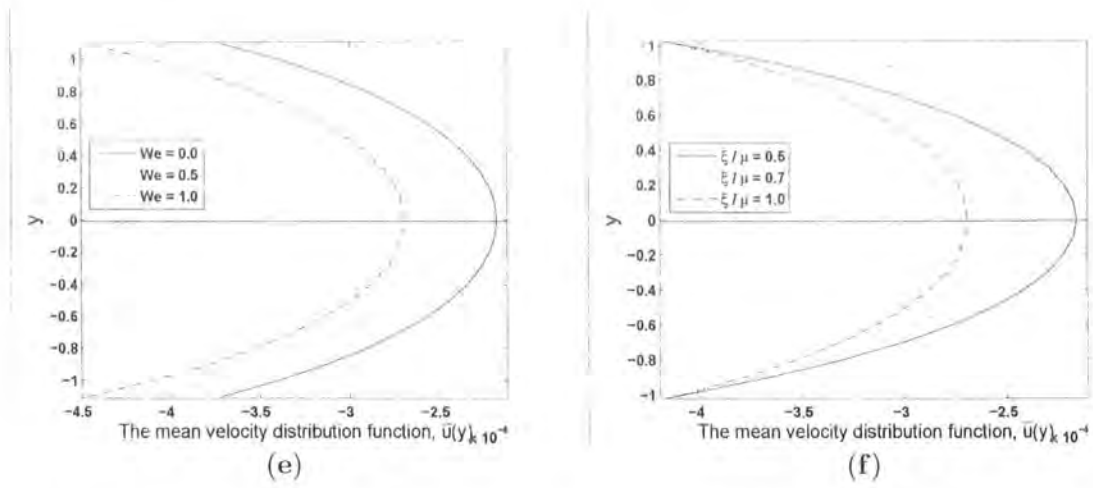 1
0.8
0.6
0.4
0.2
0
−0.2
−0.4
−0.6
−0.8
−1
y
We = 0.0
We = 0.5
We = 1.0
−4.5 −4 −3.5 −3 −2.5
The mean velocity distribution function, ū(y) x 10⁻⁴
(e)
1
0.8
0.6
0.4
0.2
0
−0.2
−0.4
−0.6
−0.8
−1
y
ξ / μ = 0.5
ξ / μ = 0.7
ξ / μ = 1.0
−4 −3.5 −3 −2.5
The mean velocity distribution function, ū(y) x 10⁻⁴
(f)